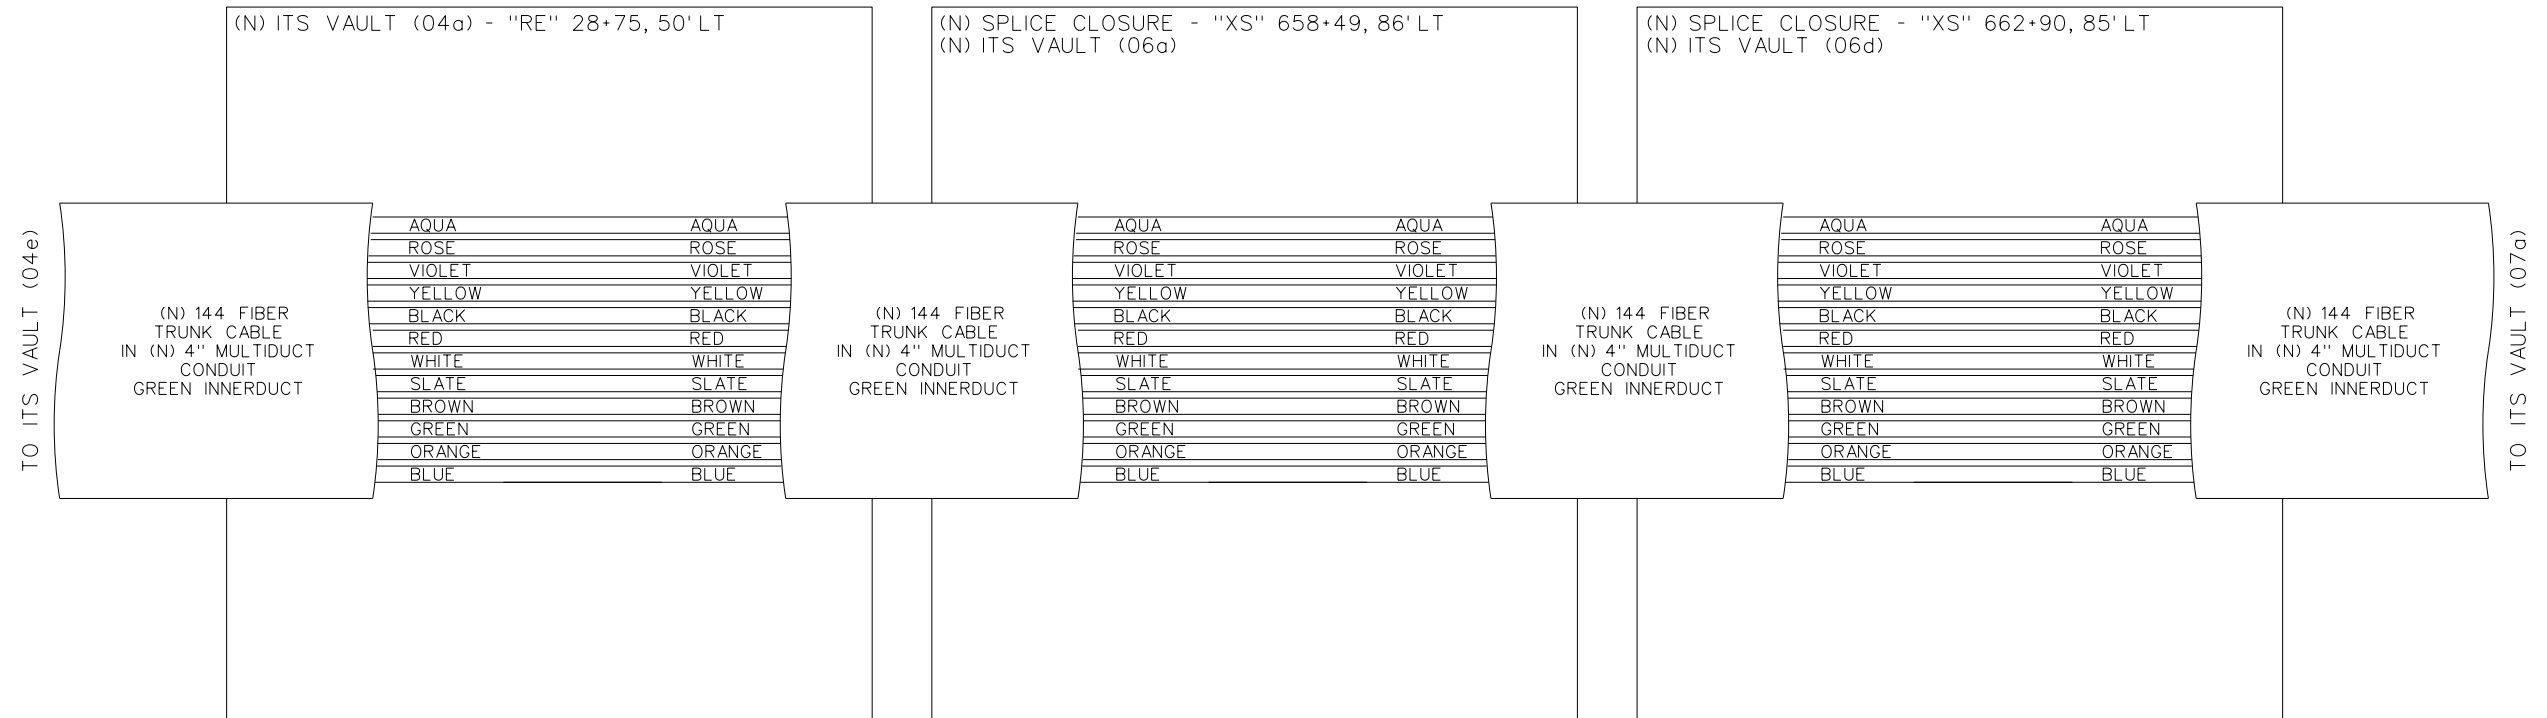 (N) ITS VAULT (04a) - "RE" 28+75, 50' LT
(N) SPLICE CLOSURE - "XS" 658+49, 86' LT
(N) ITS VAULT (06a)
(N) SPLICE CLOSURE - "XS" 662+90, 85' LT
(N) ITS VAULT (06d)
TO ITS VAULT (04e)
(N) 144 FIBER
TRUNK CABLE
IN (N) 4" MULTIDUCT
CONDUIT
GREEN INNERDUCT
AQUA AQUA
ROSE ROSE
VIOLET VIOLET
YELLOW YELLOW
BLACK BLACK
RED RED
WHITE WHITE
SLATE SLATE
BROWN BROWN
GREEN GREEN
ORANGE ORANGE
BLUE BLUE
(N) 144 FIBER
TRUNK CABLE
IN (N) 4" MULTIDUCT
CONDUIT
GREEN INNERDUCT
AQUA AQUA
ROSE ROSE
VIOLET VIOLET
YELLOW YELLOW
BLACK BLACK
RED RED
WHITE WHITE
SLATE SLATE
BROWN BROWN
GREEN GREEN
ORANGE ORANGE
BLUE BLUE
(N) 144 FIBER
TRUNK CABLE
IN (N) 4" MULTIDUCT
CONDUIT
GREEN INNERDUCT
AQUA AQUA
ROSE ROSE
VIOLET VIOLET
YELLOW YELLOW
BLACK BLACK
RED RED
WHITE WHITE
SLATE SLATE
BROWN BROWN
GREEN GREEN
ORANGE ORANGE
BLUE BLUE
(N) 144 FIBER
TRUNK CABLE
IN (N) 4" MULTIDUCT
CONDUIT
GREEN INNERDUCT
TO ITS VAULT (07a)